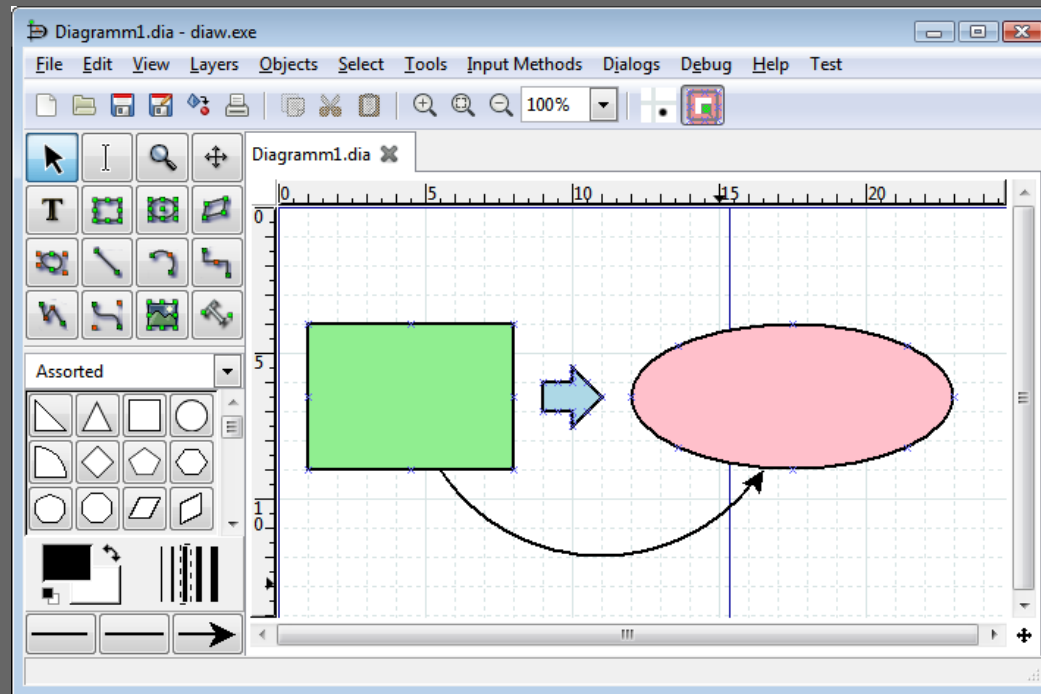 Diagramm1.dia - diaw.exe
File Edit View Layers Objects Select Tools Input Methods Dialogs Debug Help Test
100%
Diagramm1.dia
0 5 10 15 20
0
T
5
Assorted
10